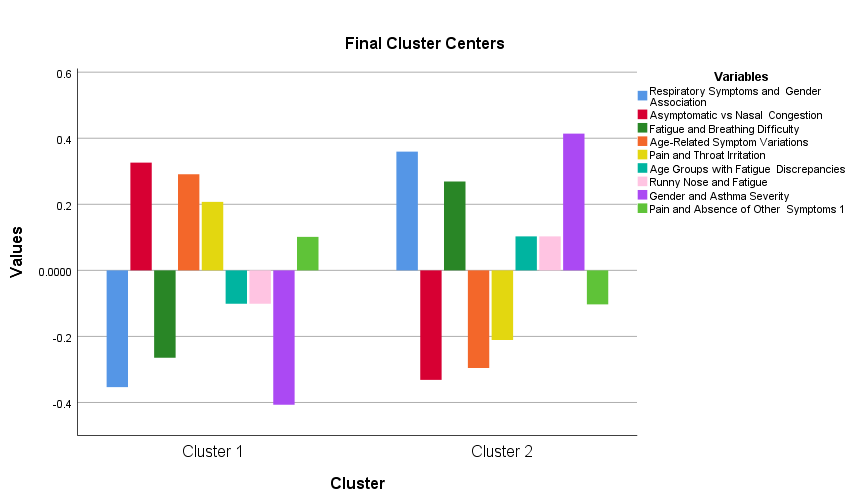 Final Cluster Centers
Variables
Respiratory Symptoms and Gender
Association
Asymptomatic vs Nasal Congestion
Fatigue and Breathing Difficulty
Age-Related Symptom Variations
Pain and Throat Irritation
Age Groups with Fatigue Discrepancies
Runny Nose and Fatigue
Gender and Asthma Severity
Pain and Absence of Other Symptoms 1
Values
0.6
0.4
0.2
0.0000
-0.2
-0.4
Cluster 1
Cluster 2
Cluster